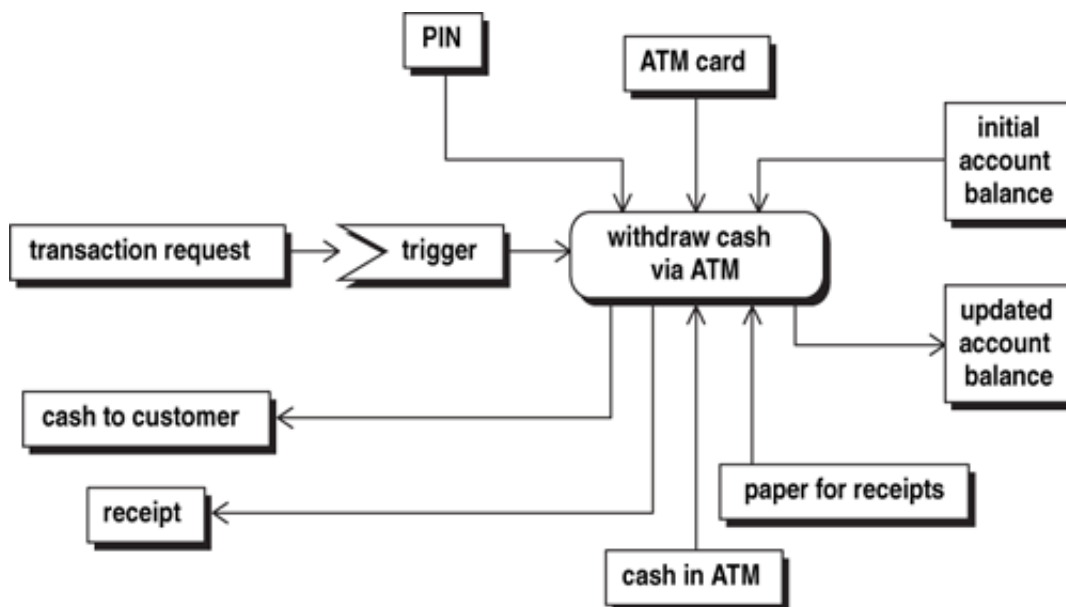 PIN
ATM card
initial
account
balance
transaction request
trigger
withdraw cash
via ATM
updated
account
balance
cash to customer
paper for receipts
receipt
cash in ATM